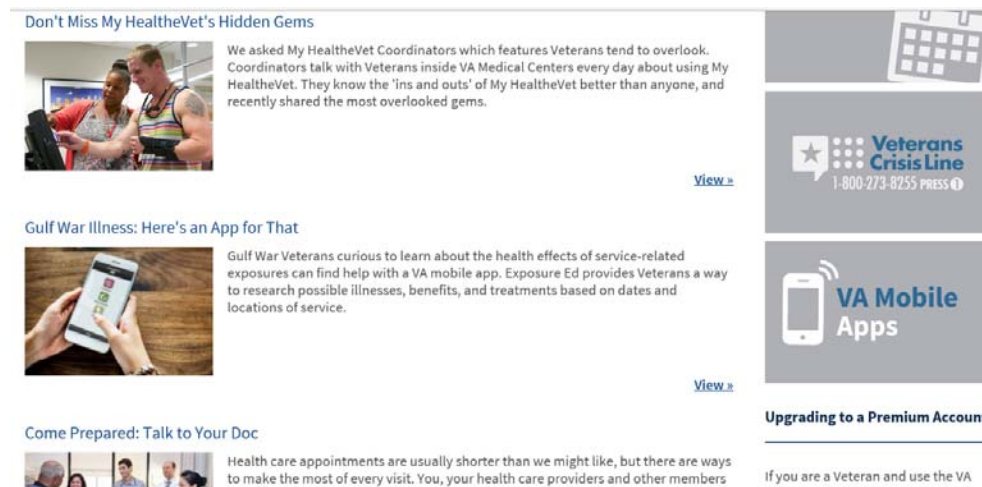 Don't Miss My HealtheVet's Hidden Gems
We asked My HealtheVet Coordinators which features Veterans tend to overlook.
Coordinators talk with Veterans inside VA Medical Centers every day about using My
HealtheVet. They know the 'ins and outs' of My HealtheVet better than anyone, and
recently shared the most overlooked gems.
View »
Gulf War Illness: Here's an App for That
Gulf War Veterans curious to learn about the health effects of service-related
exposures can find help with a VA mobile app. Exposure Ed provides Veterans a way
to research possible illnesses, benefits, and treatments based on dates and
locations of service.
View »
Come Prepared: Talk to Your Doc
Health care appointments are usually shorter than we might like, but there are ways
to make the most of every visit. You, your health care providers and other members
Veterans
Crisis Line
1-800-273-8255 PRESS 1
VA Mobile
Apps
Upgrading to a Premium Accoun
If you are a Veteran and use the VA